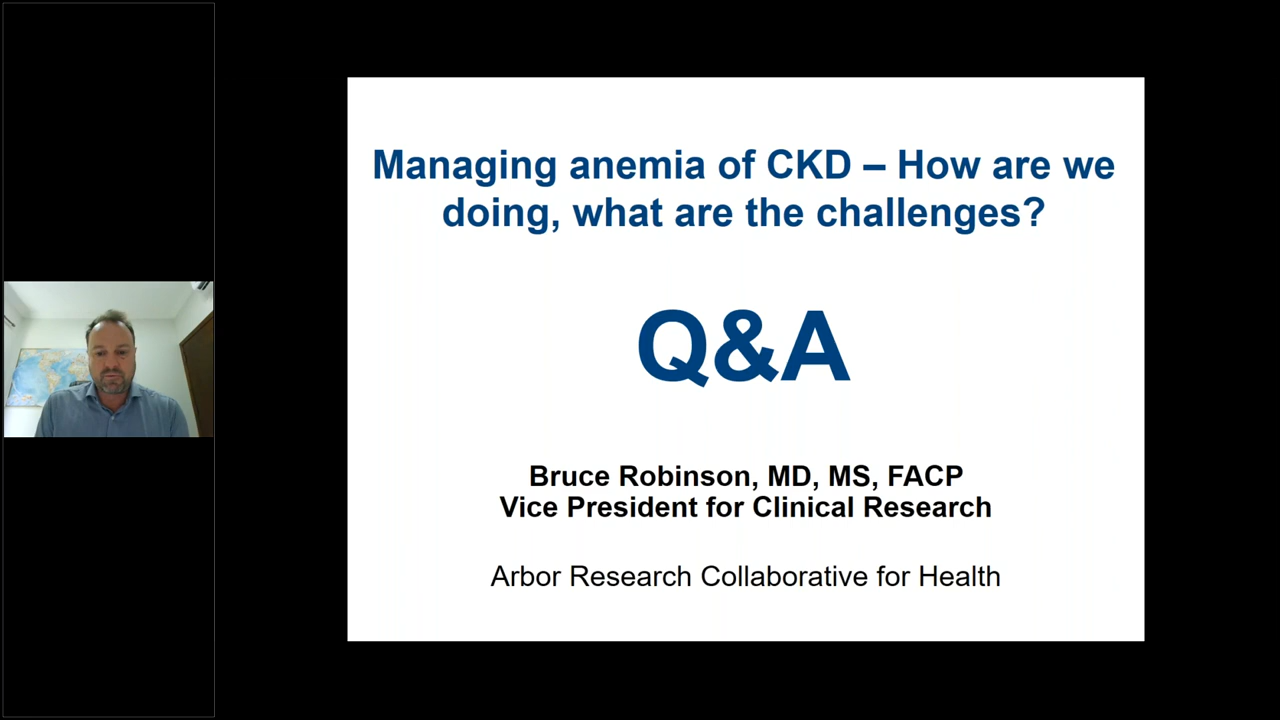 Managing anemia of CKD – How are we
doing, what are the challenges?
Q&A
Bruce Robinson, MD, MS, FACP
Vice President for Clinical Research
Arbor Research Collaborative for Health